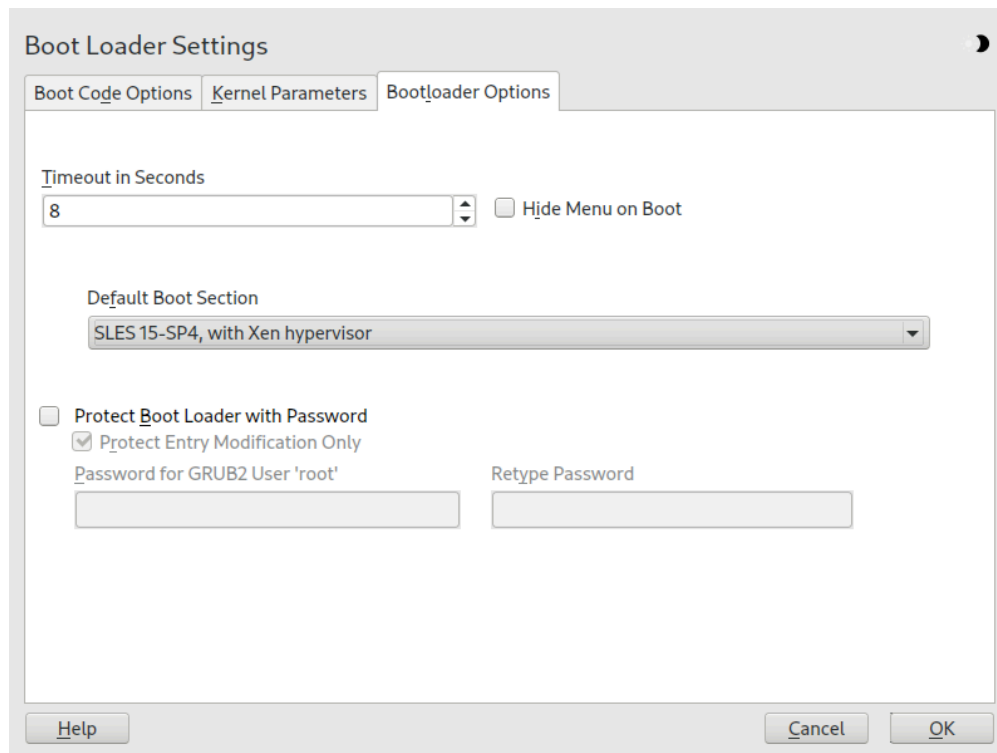 Boot Loader Settings
Boot Code Options Kernel Parameters Bootloader Options
Timeout in Seconds
8 Hide Menu on Boot
Default Boot Section
SLES 15-SP4, with Xen hypervisor
Protect Boot Loader with Password
Protect Entry Modification Only
Password for GRUB2 User 'root' Retype Password
Help Cancel OK